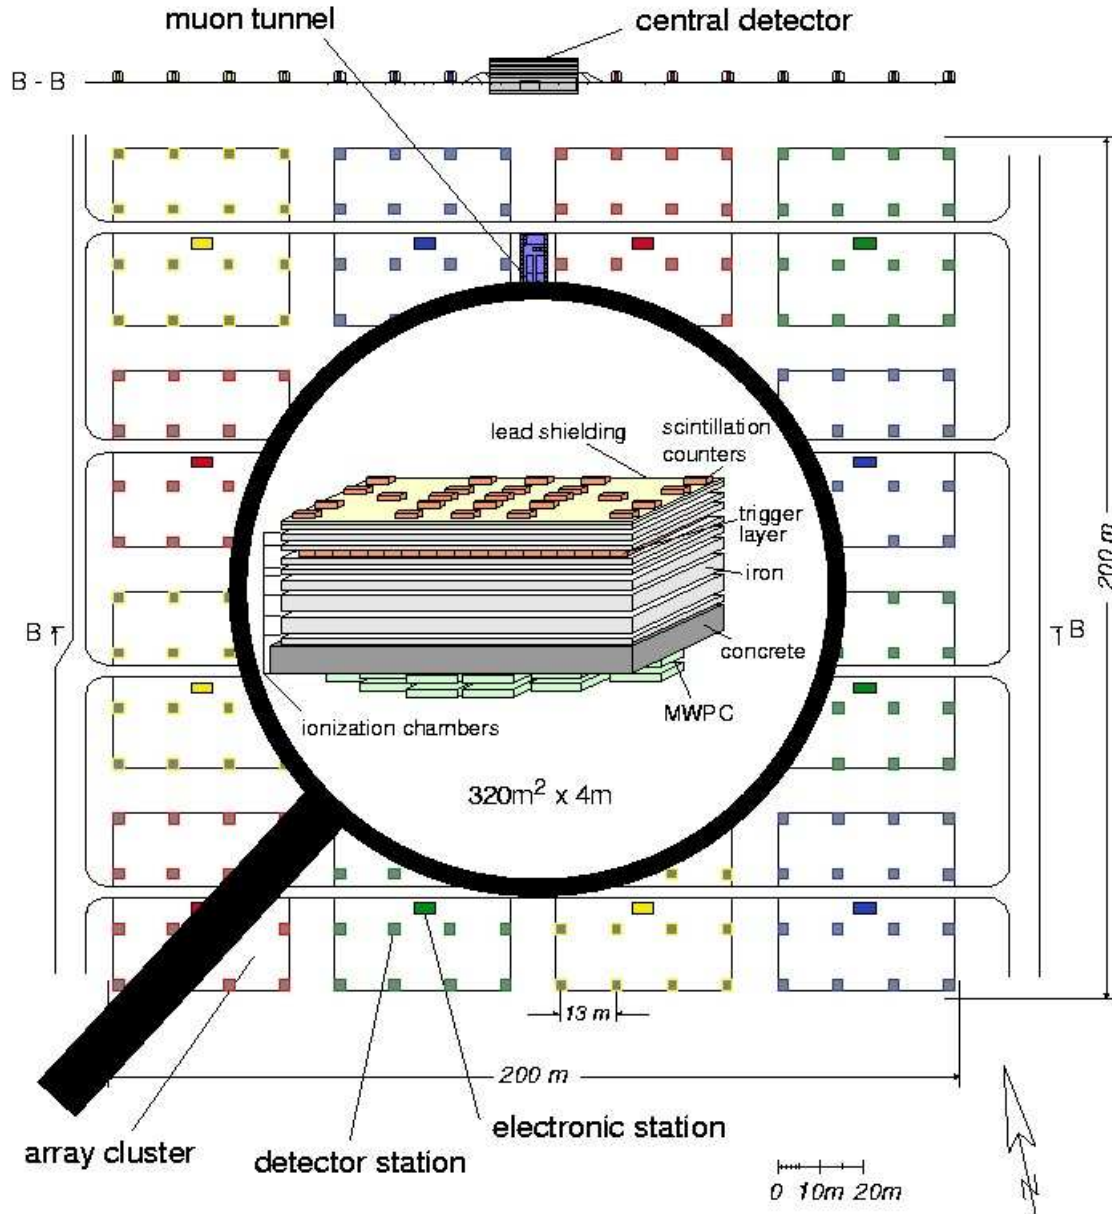 muon tunnel
central detector
B - B
lead shielding
scintillation
counters
trigger
layer
iron
200 m
B
B
concrete
MWPC
ionization chambers
320m² x 4m
13 m
200 m
electronic station
array cluster
detector station
0 10m 20m
N